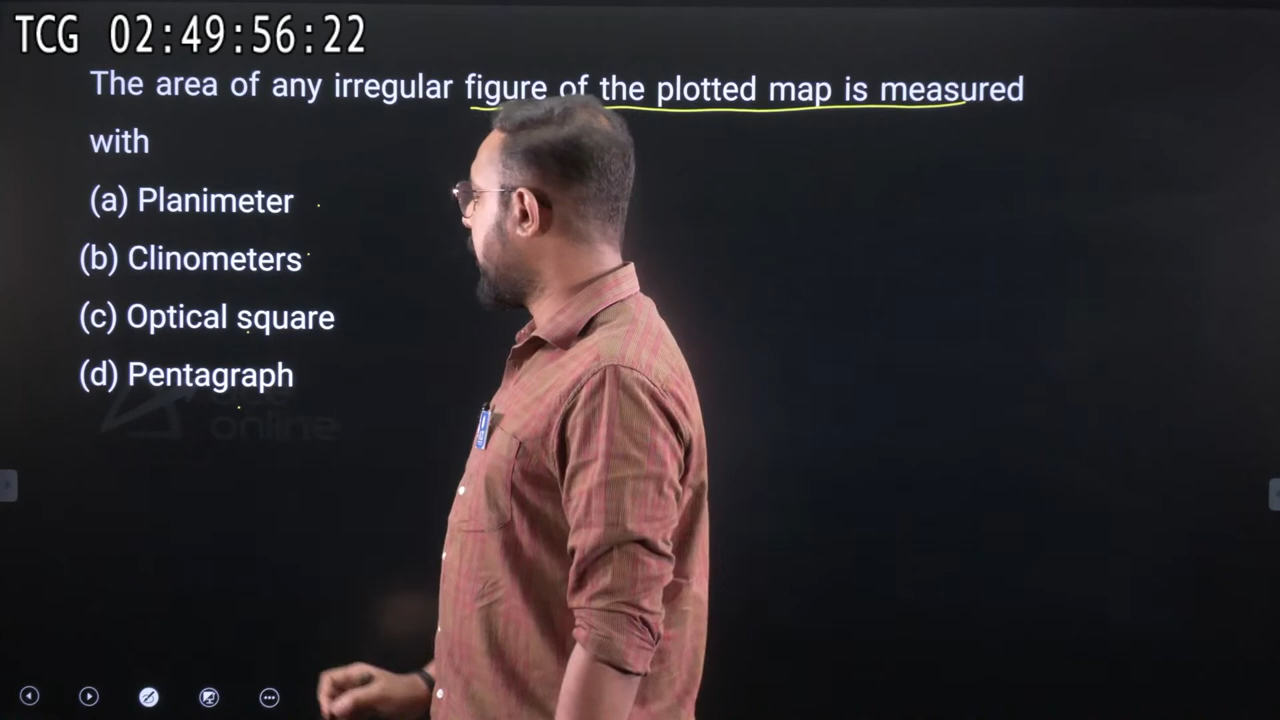 TCG 02:49:56:22
The area of any irregular figure of the plotted map is measured
with
(a) Planimeter
(b) Clinometers
(c) Optical square
(d) Pentagraph
online